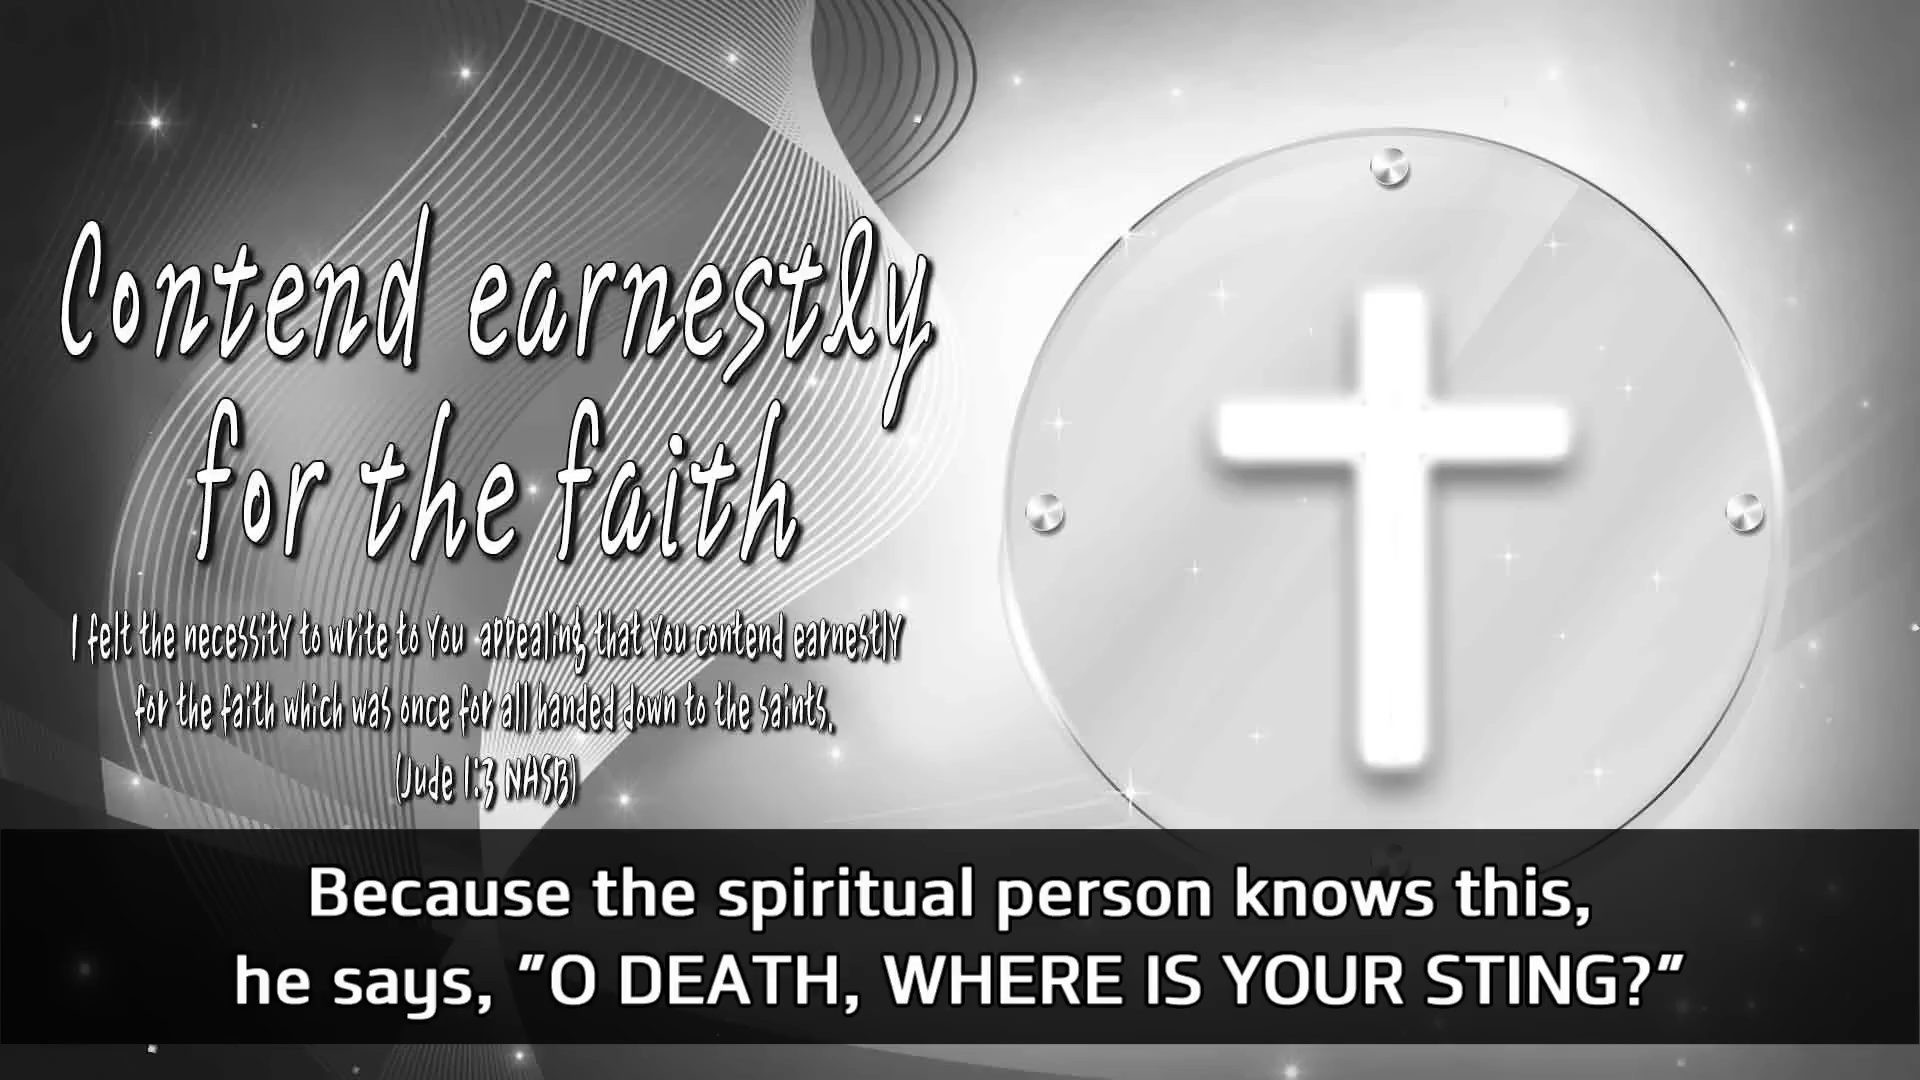 Contend earnestly
for the faith
I felt the necessity to write to you appealing that you contend earnestly
for the faith which was once for all handed down to the saints.
(Jude 1:3 NASB)
Because the spiritual person knows this,
he says, "O DEATH, WHERE IS YOUR STING?"